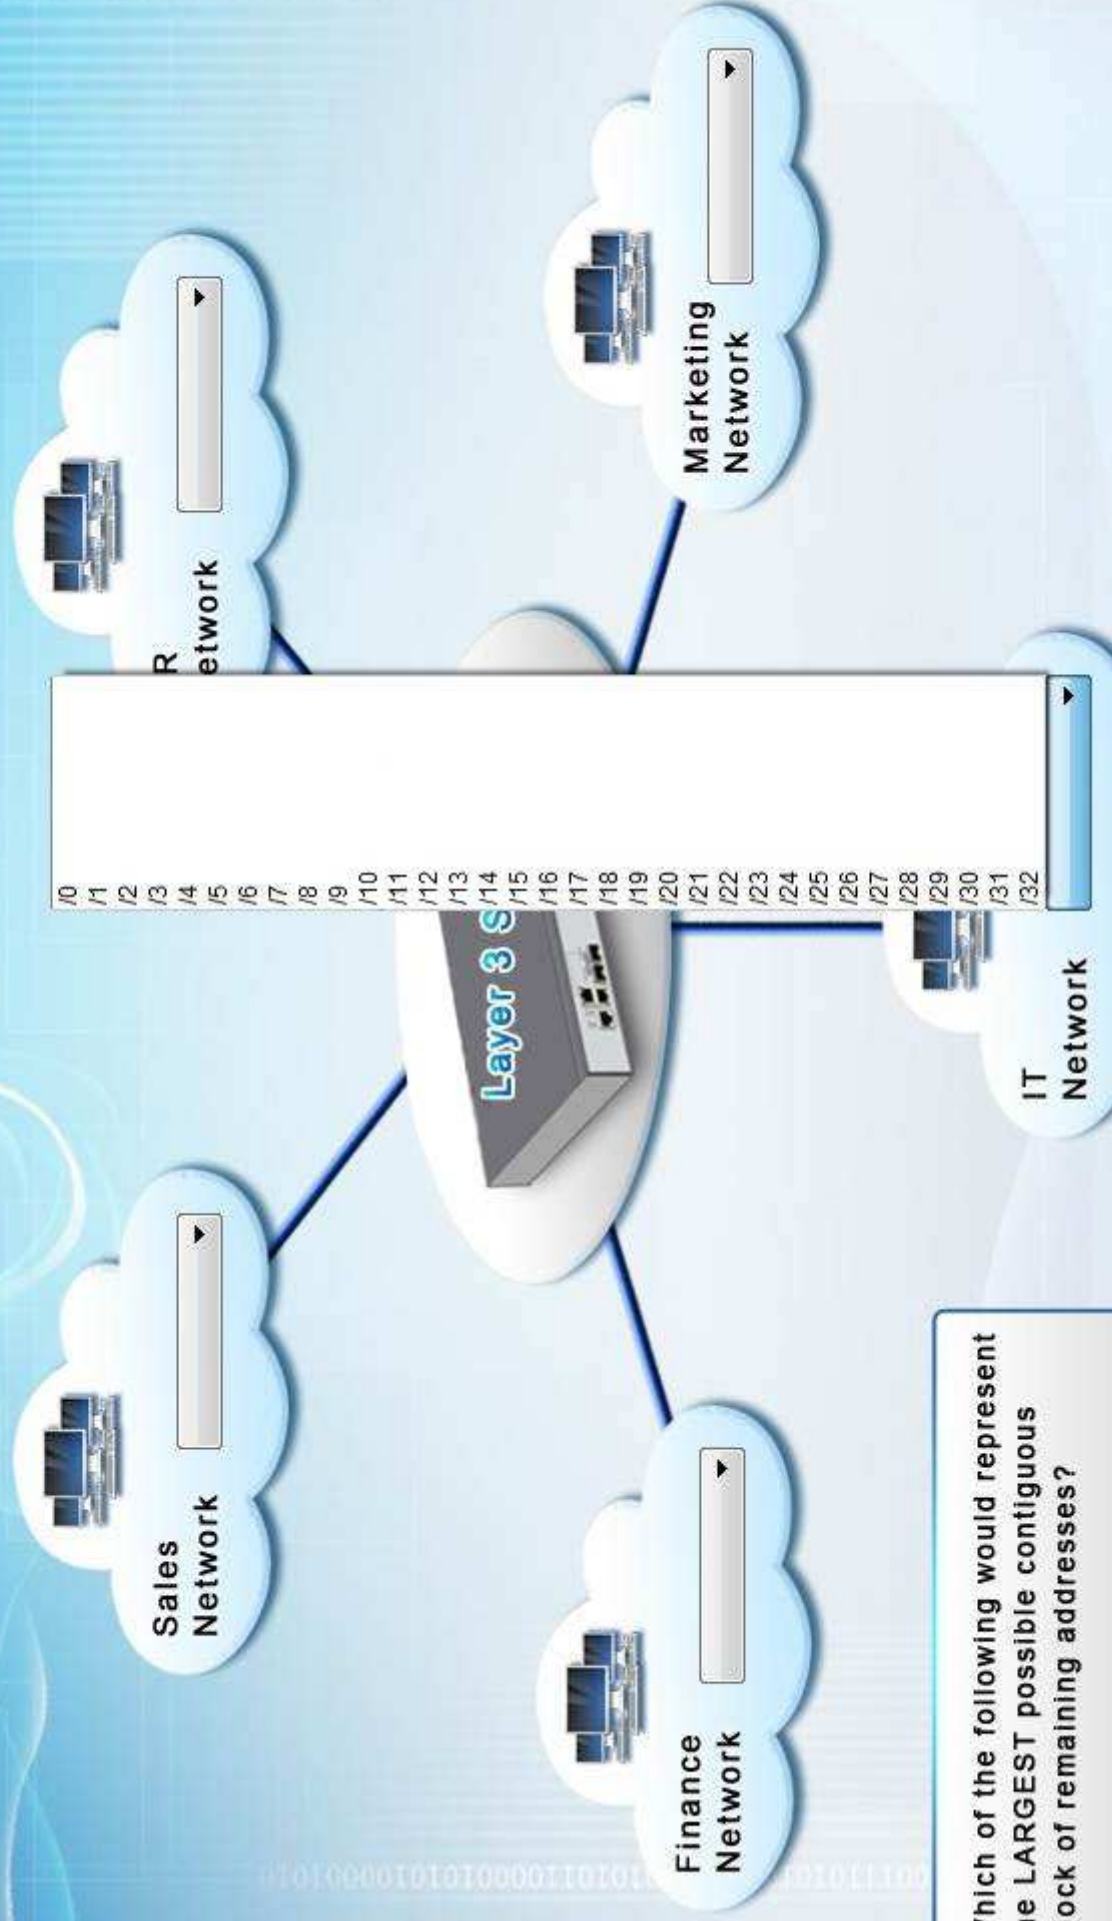 Sales
Network
R
etwork
/0
/1
/2
/3
/4
/5
/6
/7
/8
/9
/10
/11
/12
/13
/14
/15
/16
/17
/18
/19
/20
/21
/22
/23
/24
/25
/26
/27
/28
/29
/30
/31
/32
Layer 3 S
Finance
Network
Marketing
Network
IT
Network
hich of the following would represent
e LARGEST possible contiguous
ock of remaining addresses?